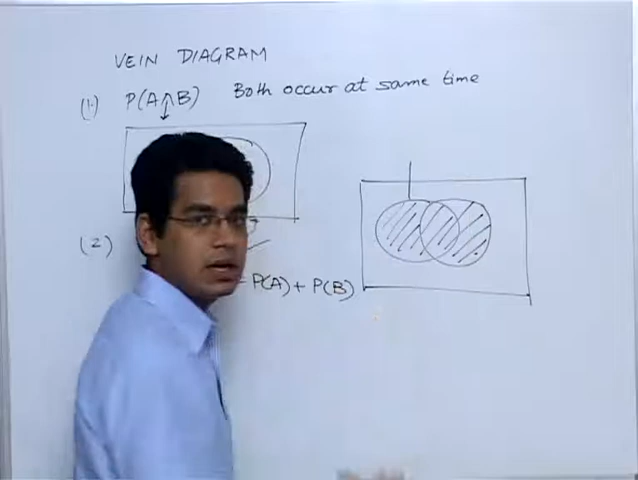 VEIN DIAGRAM
(1) P(A∩B) Both occur at same time
(2)
= P(A) + P(B)